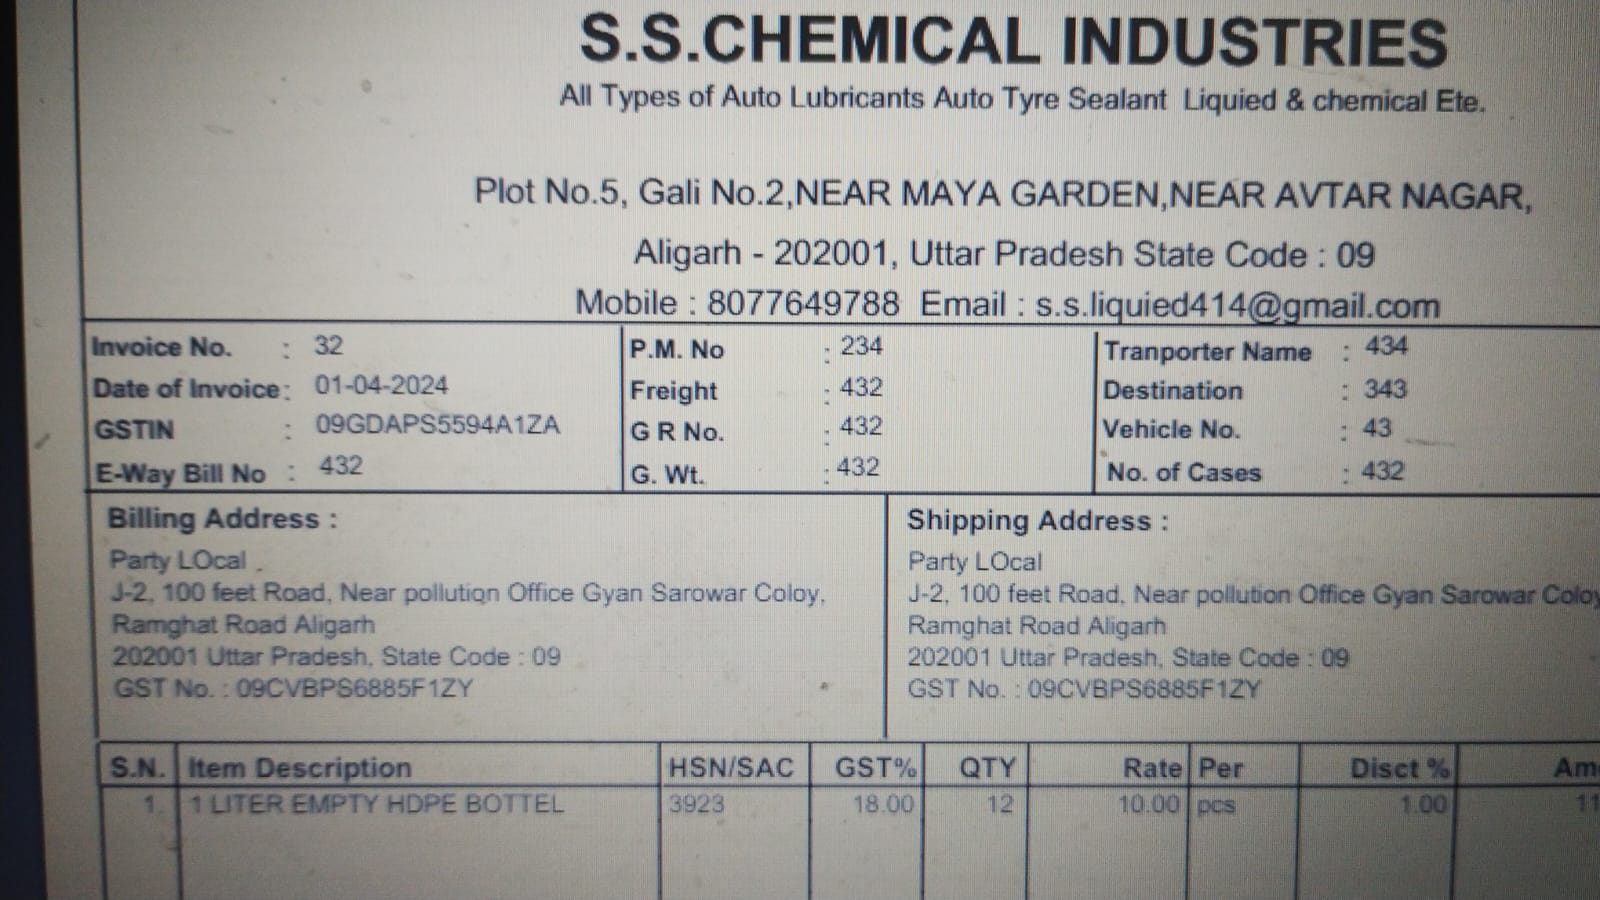 S.S.CHEMICAL INDUSTRIES
All Types of Auto Lubricants Auto Tyre Sealant Liquied & chemical Ete.
Plot No.5, Gali No.2,NEAR MAYA GARDEN,NEAR AVTAR NAGAR,
Aligarh - 202001, Uttar Pradesh State Code : 09
Mobile : 8077649788 Email : s.s.liquied414@gmail.com
Invoice No. : 32 P.M. No : 234 Tranporter Name : 434
Date of Invoice : 01-04-2024 Freight : 432 Destination : 343
GSTIN : 09GDAPS5594A1ZA G R No. : 432 Vehicle No. : 43
E-Way Bill No : 432 G. Wt. : 432 No. of Cases : 432
Billing Address :
Party LOcal
J-2, 100 feet Road, Near pollution Office Gyan Sarowar Coloy,
Ramghat Road Aligarh
202001 Uttar Pradesh, State Code : 09
GST No. : 09CVBPS6885F1ZY
Shipping Address :
Party LOcal
J-2, 100 feet Road, Near pollution Office Gyan Sarowar Coloy
Ramghat Road Aligarh
202001 Uttar Pradesh, State Code : 09
GST No. : 09CVBPS6885F1ZY
S.N. Item Description HSN/SAC GST% QTY Rate Per Disct %
1. 1 LITER EMPTY HDPE BOTTEL 3923 18.00 12 10.00 pcs 1.00